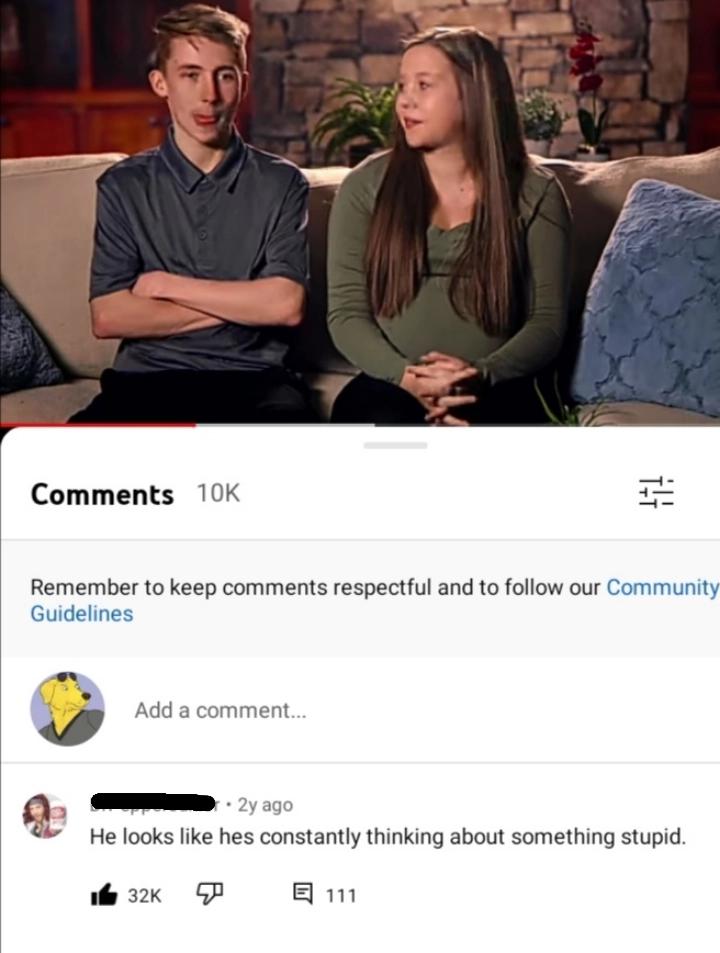 Comments 10K
Remember to keep comments respectful and to follow our Community
Guidelines
Add a comment...
• 2y ago
He looks like hes constantly thinking about something stupid.
32K 111